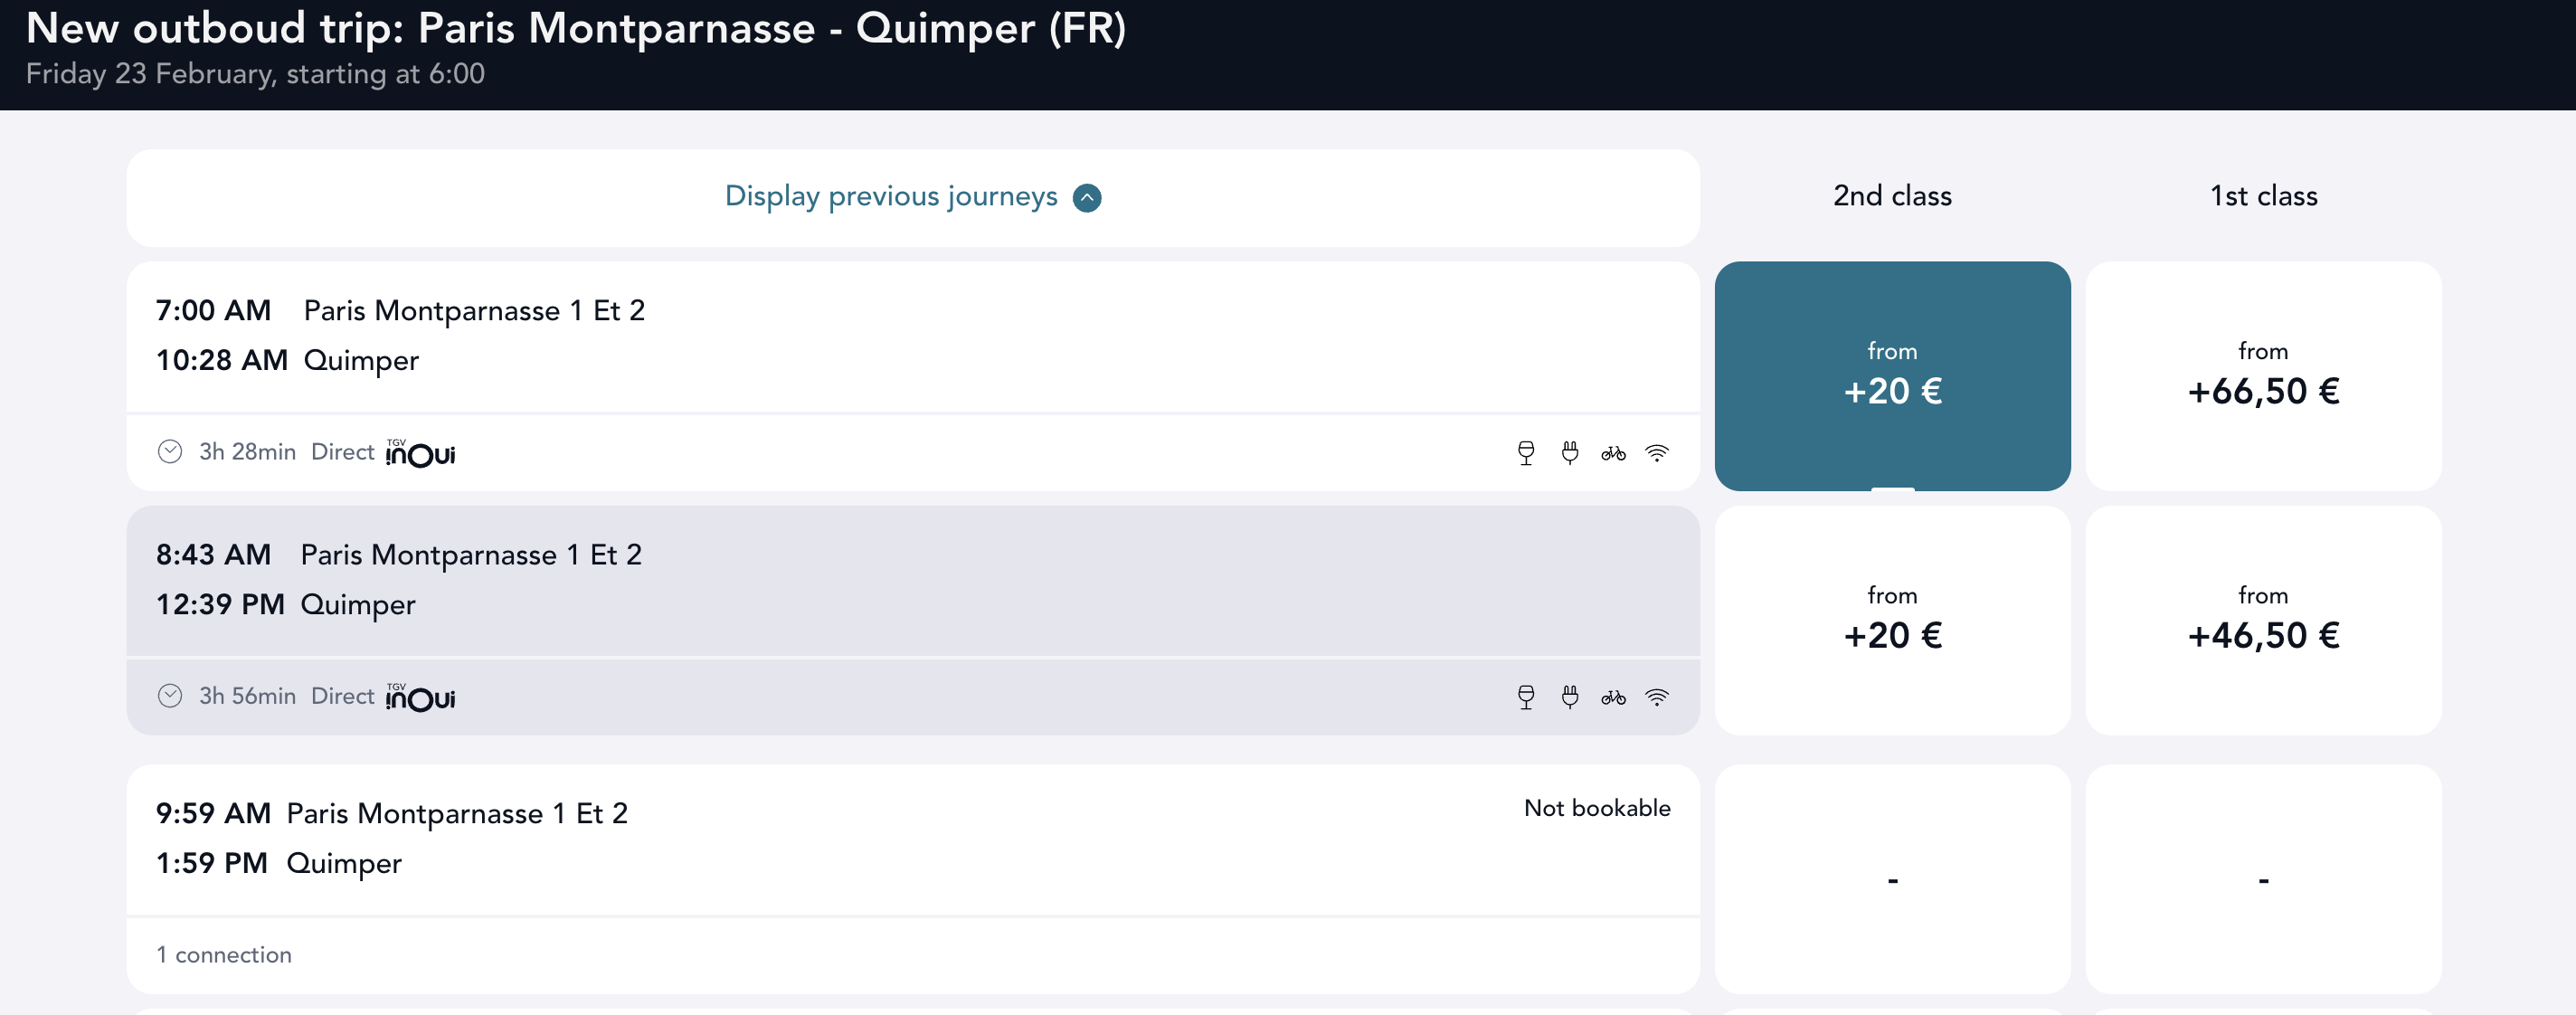 New outboud trip: Paris Montparnasse - Quimper (FR)
Friday 23 February, starting at 6:00
Display previous journeys
2nd class
1st class
7:00 AM Paris Montparnasse 1 Et 2
10:28 AM Quimper
3h 28min Direct TGV inOui
from
+20 €
from
+66,50 €
8:43 AM Paris Montparnasse 1 Et 2
12:39 PM Quimper
3h 56min Direct TGV inOui
from
+20 €
from
+46,50 €
9:59 AM Paris Montparnasse 1 Et 2
Not bookable
1:59 PM Quimper
1 connection
-
-